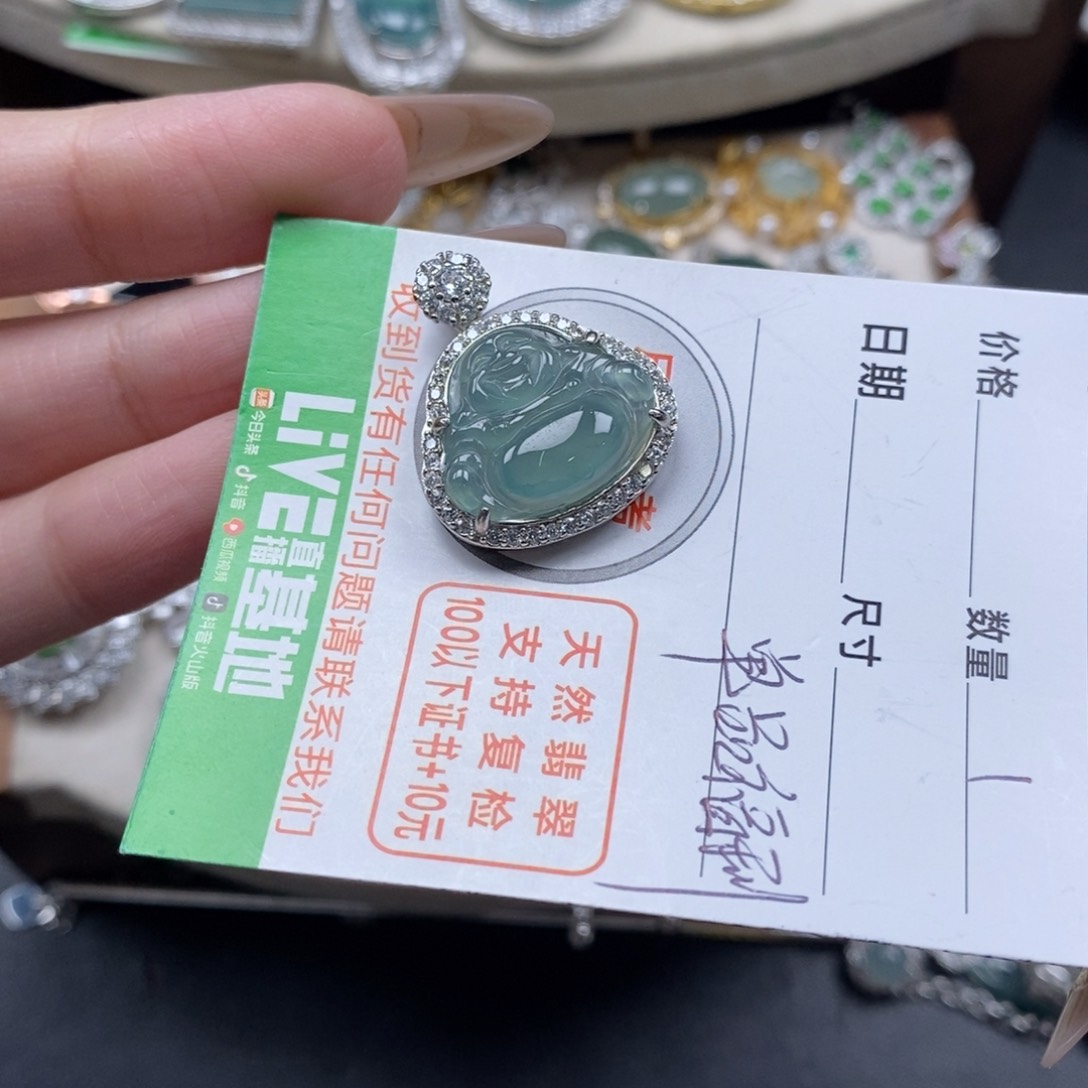 LiVE直播基地
今日头条 抖音 西瓜视频 抖音火山版
收到货有任何问题请联系我们
天然翡翠
支持复检
100以下证书+10元
日期
尺寸
价格
数量 1